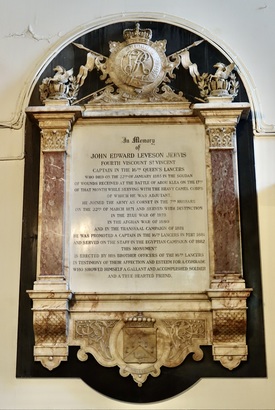 In Memory
of
JOHN EDWARD LEVESON JERVIS
FOURTH VISCOUNT ST VINCENT
CAPTAIN IN THE 16TH QUEEN'S LANCERS
WHO DIED ON THE 22ND OF JANUARY 1885 IN THE SOUDAN
OF WOUNDS RECEIVED AT THE BATTLE OF ABOU KLEA ON THE 17TH
OF THAT MONTH WHILE SERVING WITH THE HEAVY CAMEL CORPS
OF WHICH HE WAS ADJUTANT.
HE JOINED THE ARMY AS CORNET IN THE 7TH HUSSARS
ON THE OF MARCH AND SERVED WITH DISTINCTION
IN THE ZULU WAR OF 1879
IN THE AFGHAN WAR OF
AND IN THE TRANSVAAL CAMPAIGN OF 1881
HE WAS PROMOTED A CAPTAIN IN THE 16TH LANCERS IN
AND SERVED ON THE STAFF IN THE EGYPTIAN CAMPAIGN OF 1882
THIS MONUMENT
IS ERECTED BY HIS BROTHER OFFICERS OF THE 16TH LANCERS
IN TESTIMONY OF THEIR AFFECTION AND ESTEEM FOR A COMRADE
WHO SHOWED HIMSELF A GALLANT AND ACCOMPLISHED SOLDIER
AND A TRUE HEARTED FRIEND.